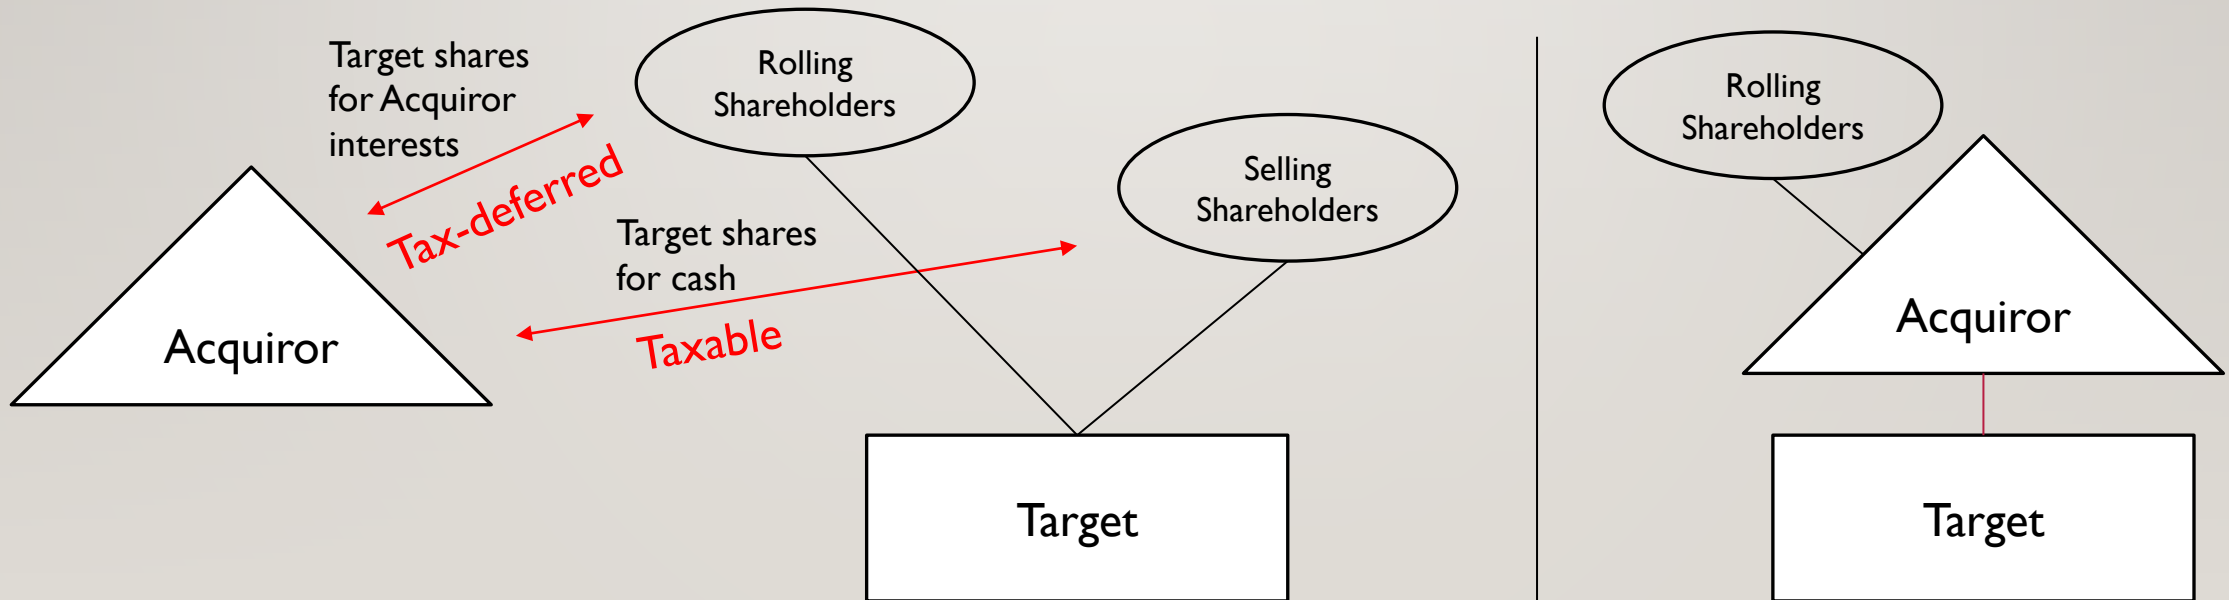 Target shares
for Acquiror
interests
Tax-deferred
Rolling
Shareholders
Target shares
for cash
Taxable
Selling
Shareholders
Acquiror
Target
Rolling
Shareholders
Acquiror
Target